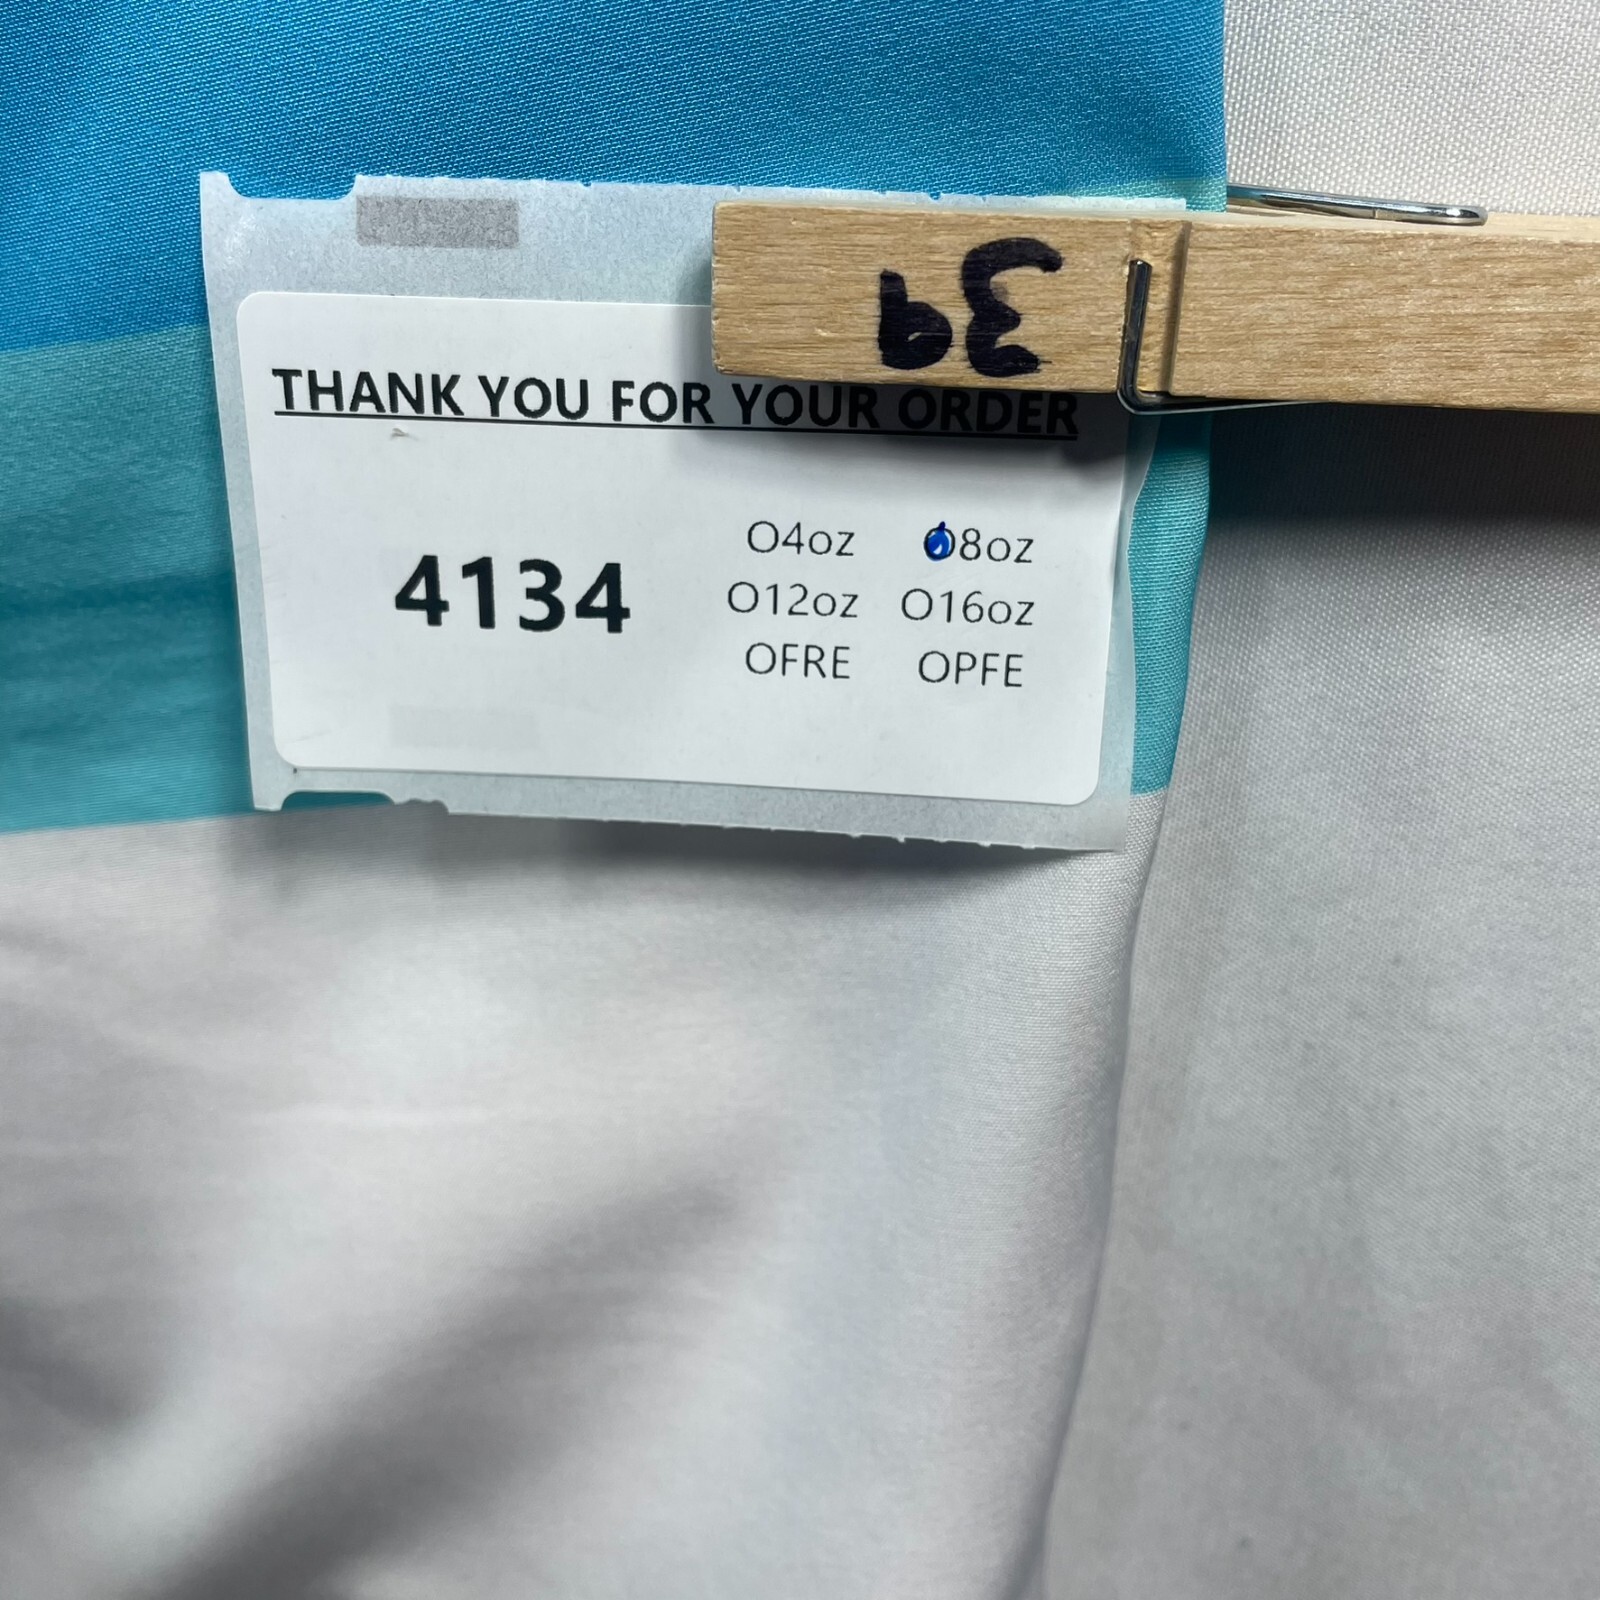 39
THANK YOU FOR YOUR ORDER
4134
O4oz O8oz
O12oz O16oz
OFRE OPFE